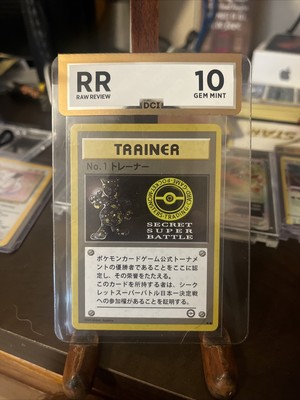 RR
RAW REVIEW
10
GEM MINT
DCI
TRAINER
No.1トレーナー
SECRET
SUPER
BATTLE
ポケモンカードゲーム公式トーナメント
の優勝者であることをここに認
定し、その栄誉をたたえる。
このカードを所持する者は、シーク
レットスーパーバトル日本一決定戦
への参加権があることを証明する。